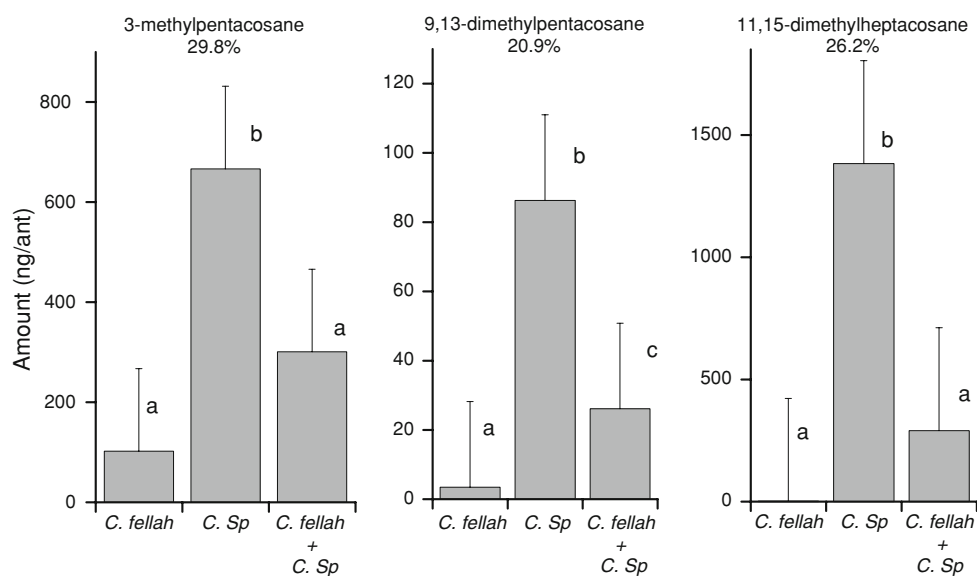 3-methylpentacosane
29.8%
Amount (ng/ant)
800
600
400
200
0
b
a
a
C. fellah
C. Sp
C. fellah
+
C. Sp
9,13-dimethylpentacosane
20.9%
120
100
80
60
40
20
0
b
c
a
C. fellah
C. Sp
C. fellah
+
C. Sp
11,15-dimethylheptacosane
26.2%
1500
1000
500
0
b
a
a
C. fellah
C. Sp
C. fellah
+
C. Sp